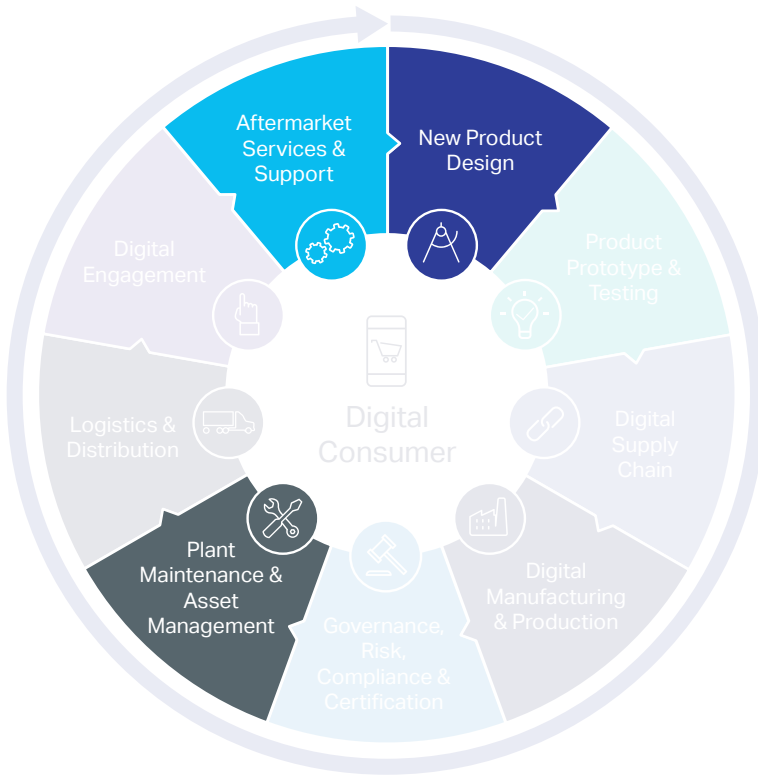 Aftermarket
Services &
Support
New Product
Design
Product
Prototype &
Testing
Digital
Supply
Chain
Digital
Manufacturing
& Production
Governance,
Risk,
Compliance &
Certification
Plant
Maintenance &
Asset
Management
Logistics &
Distribution
Digital
Engagement
Digital
Consumer